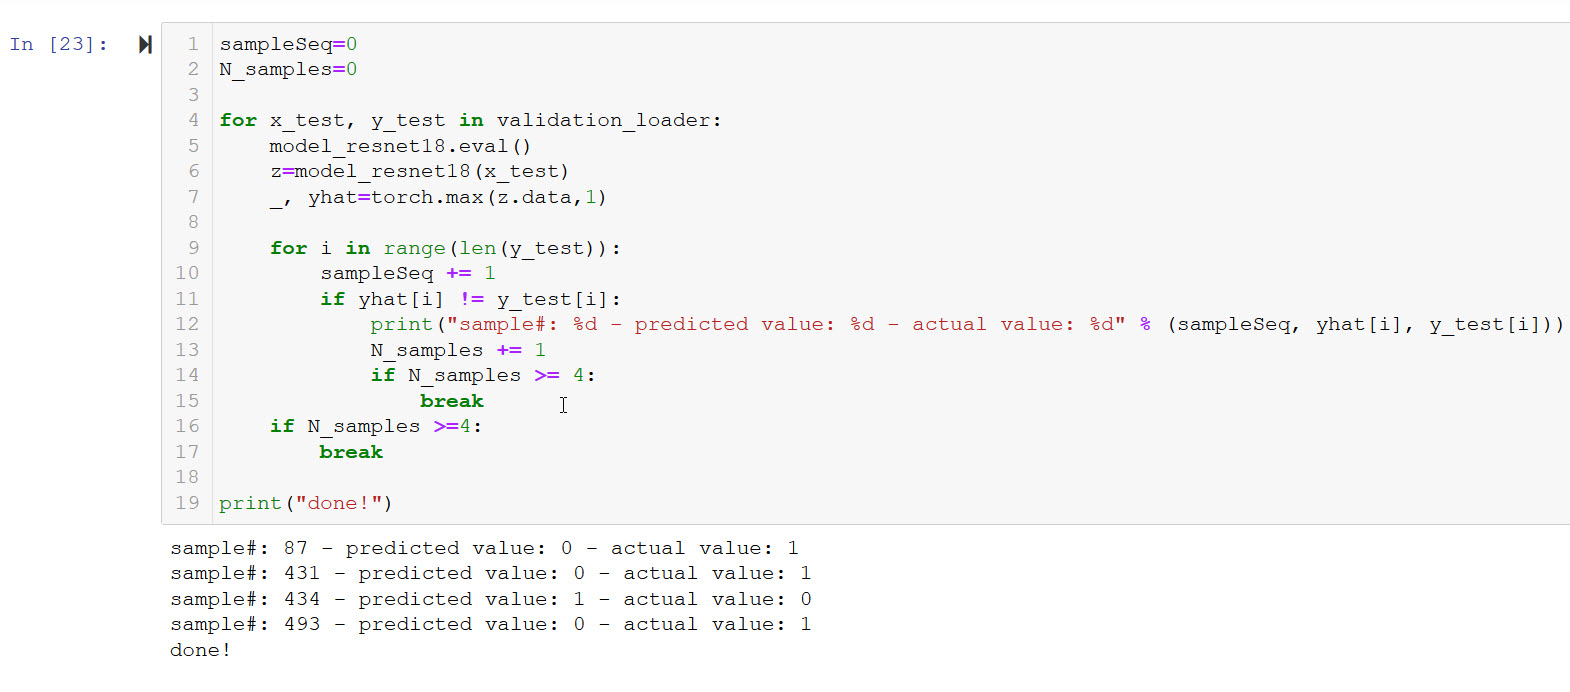 In [23]:
1 sampleSeq=0
2 N_samples=0
3
4 for x_test, y_test in validation_loader:
5     model_resnet18.eval()
6     z=model_resnet18(x_test)
7     _, yhat=torch.max(z.data,1)
8
9     for i in range(len(y_test)):
10         sampleSeq += 1
11         if yhat[i] != y_test[i]:
12             print("sample#: %d - predicted value: %d - actual value: %d" % (sampleSeq, yhat[i], y_test[i]))
13             N_samples += 1
14             if N_samples >= 4:
15                 break
16     if N_samples >=4:
17         break
18
19 print("done!")
sample#: 87 - predicted value: 0 - actual value: 1
sample#: 431 - predicted value: 0 - actual value: 1
sample#: 434 - predicted value: 1 - actual value: 0
sample#: 493 - predicted value: 0 - actual value: 1
done!